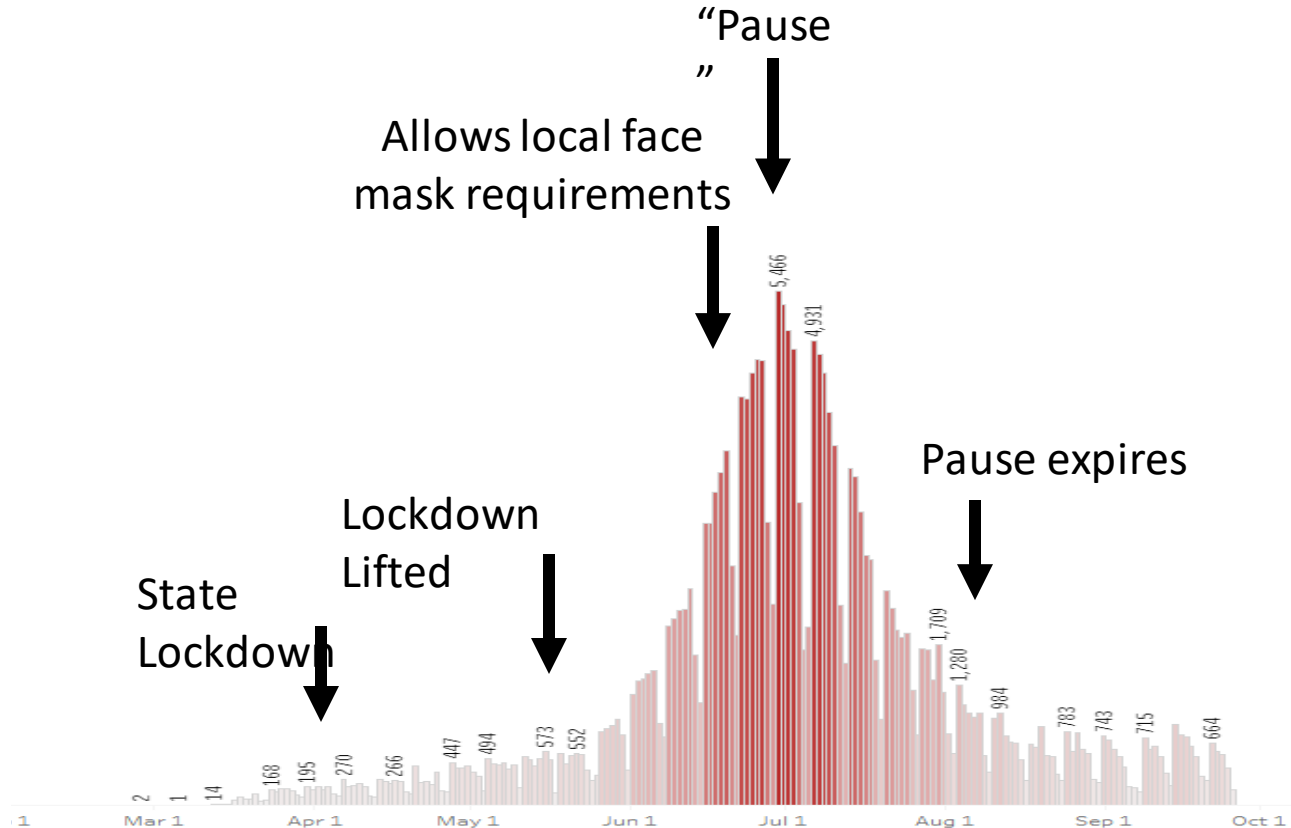 “Pause
”
Allows local face
mask requirements
5,466
4,931
Pause expires
Lockdown
Lifted
State
Lockdown
2
1
14
168
195
270
266
447
494
573
552
1,709
1,280
984
783
743
715
664
1
Mar 1
Apr 1
May 1
Jun 1
Jul 1
Aug 1
Sep 1
Oct 1